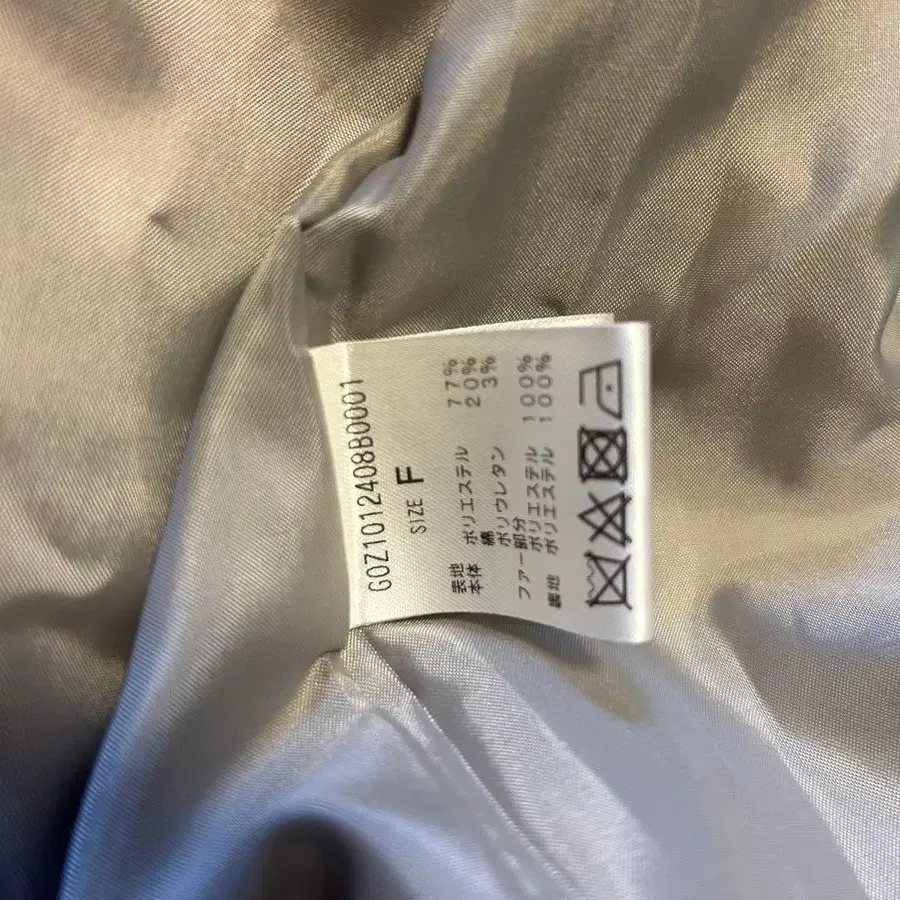 G0Z1012408B0001
SIZE F
表地 ポリエステル 77%
本体 綿 20%
ポリウレタン 3%
ファー部分
ポリエステル 100%
裏地 ポリエステル 100%